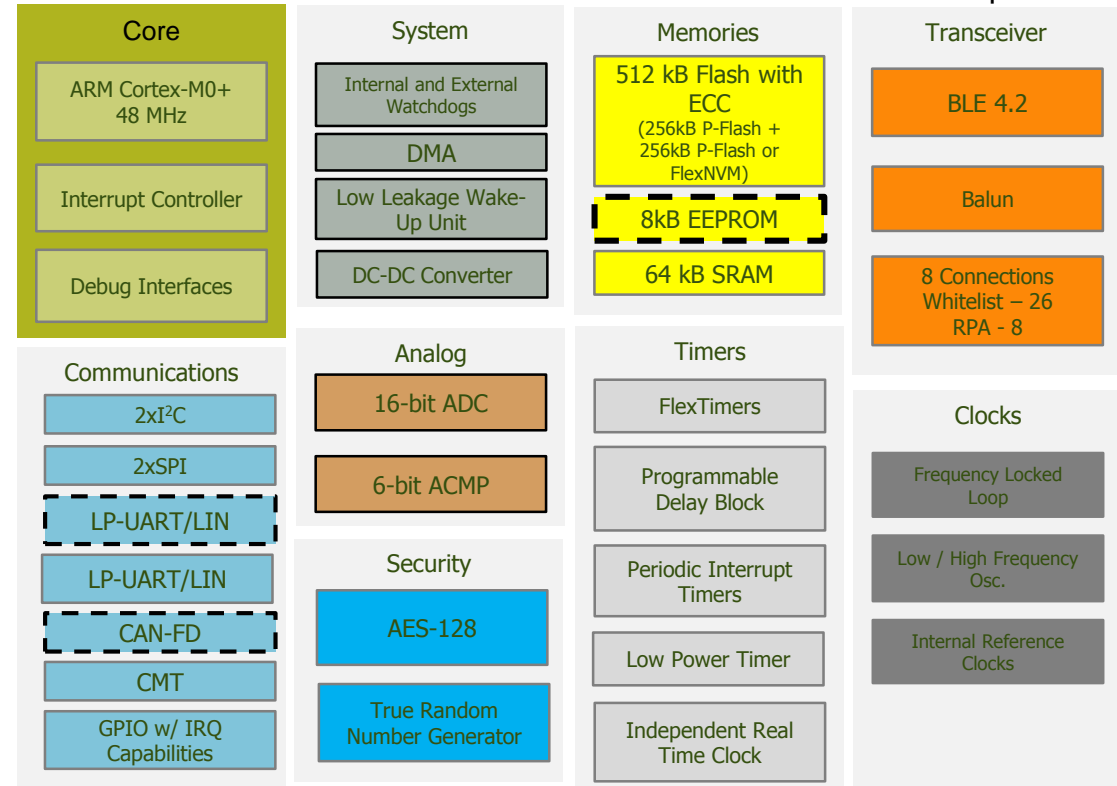 Core
ARM Cortex-M0+
48 MHz
Interrupt Controller
Debug Interfaces
System
Internal and External
Watchdogs
DMA
Low Leakage Wake-
Up Unit
DC-DC Converter
Memories
512 kB Flash with
ECC
(256kB P-Flash +
256kB P-Flash or
FlexNVM)
8kB EEPROM
64 kB SRAM
Transceiver
BLE 4.2
Balun
8 Connections
Whitelist – 26
RPA - 8
Communications
2xI²C
2xSPI
LP-UART/LIN
LP-UART/LIN
CAN-FD
CMT
GPIO w/ IRQ
Capabilities
Analog
16-bit ADC
6-bit ACMP
Security
AES-128
True Random
Number Generator
Timers
FlexTimers
Programmable
Delay Block
Periodic Interrupt
Timers
Low Power Timer
Independent Real
Time Clock
Clocks
Frequency Locked
Loop
Low / High Frequency
Osc.
Internal Reference
Clocks